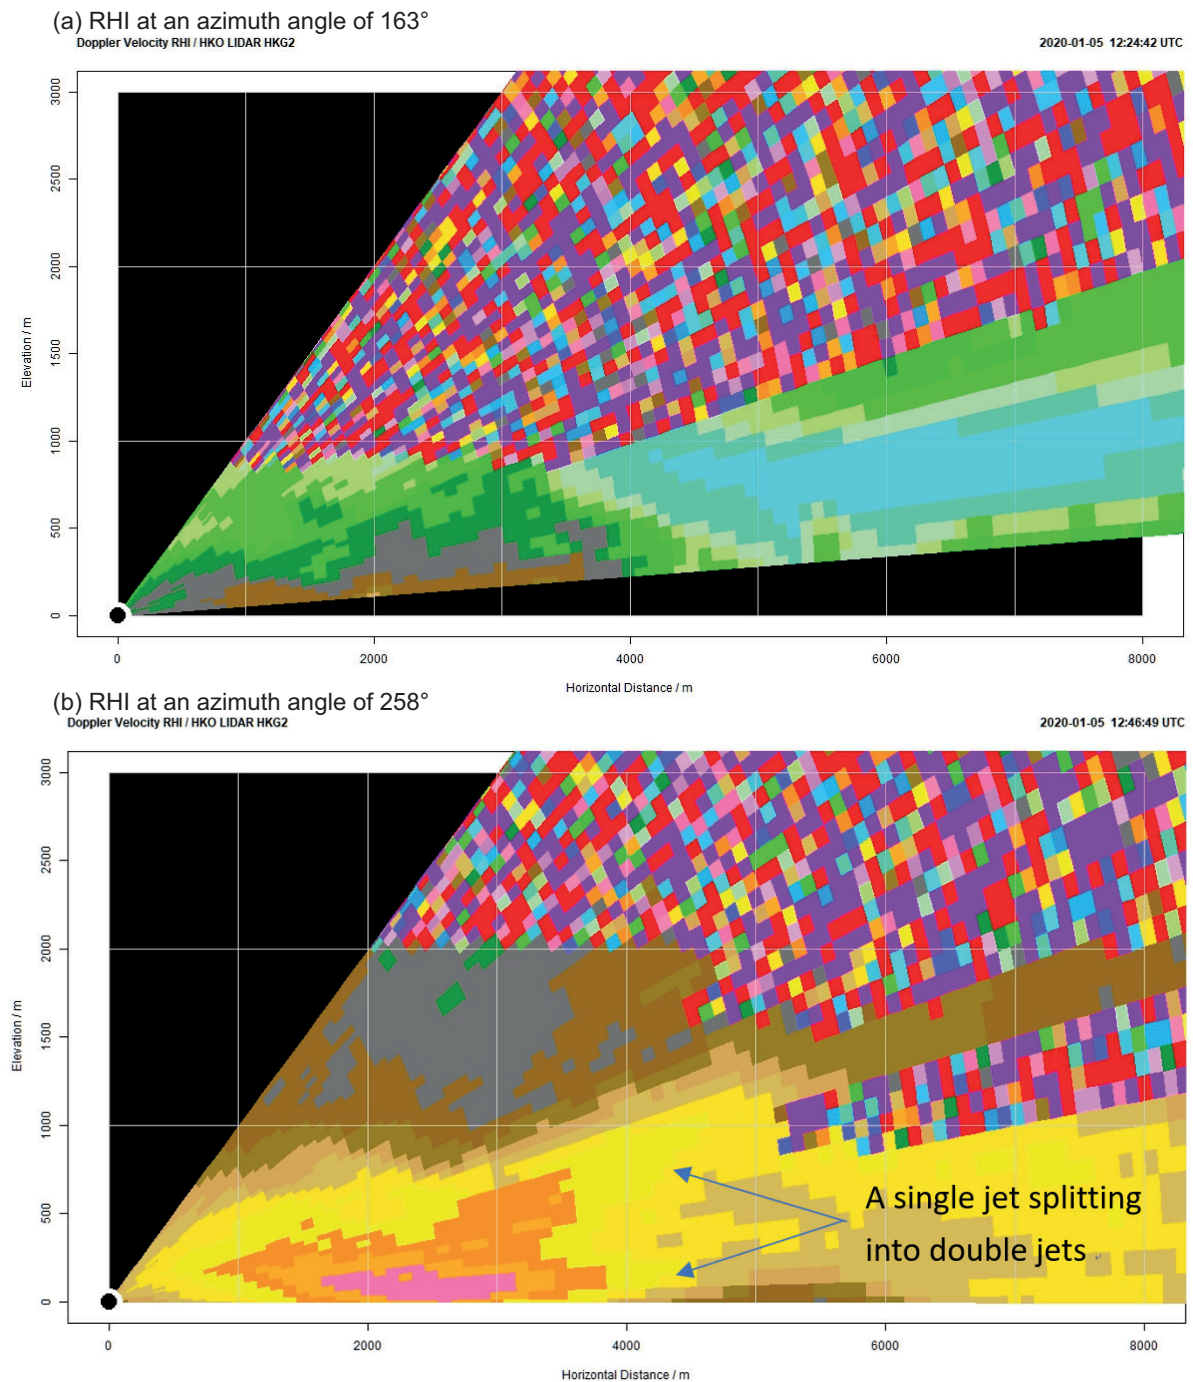 (a) RHI at an azimuth angle of 163°
Doppler Velocity RHI / HKO LIDAR HKG2
2020-01-05 12:24:42 UTC
3000
2500
2000
1500
1000
500
0
Elevation / m
0
2000
4000
6000
8000
Horizontal Distance / m
(b) RHI at an azimuth angle of 258°
Doppler Velocity RHI / HKO LIDAR HKG2
2020-01-05 12:46:49 UTC
3000
2500
2000
1500
1000
500
0
Elevation / m
A single jet splitting
into double jets
0
2000
4000
6000
8000
Horizontal Distance / m